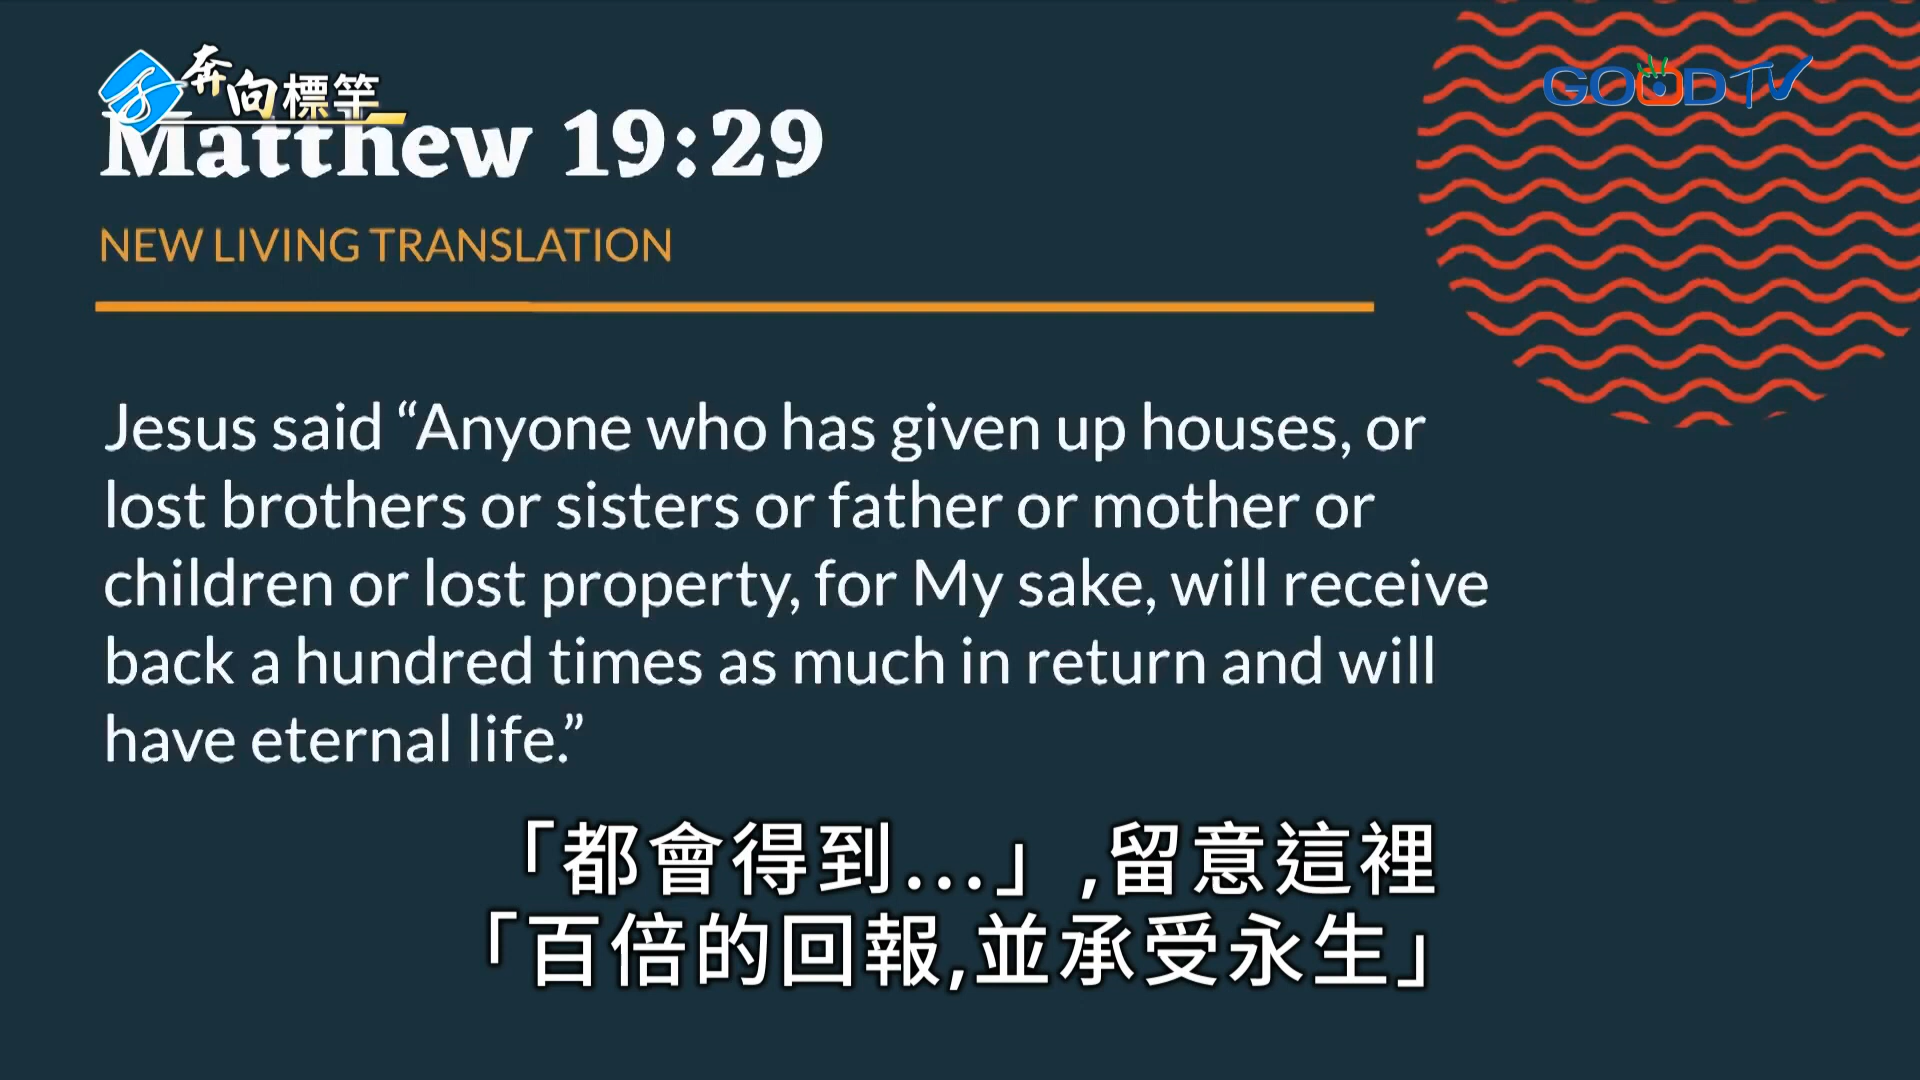 奔向標竿
GOODTV
Matthew 19:29
NEW LIVING TRANSLATION
Jesus said “Anyone who has given up houses, or
lost brothers or sisters or father or mother or
children or lost property, for My sake, will receive
back a hundred times as much in return and will
have eternal life.”
「都會得到...」,留意這裡
「百倍的回報,並承受永生」